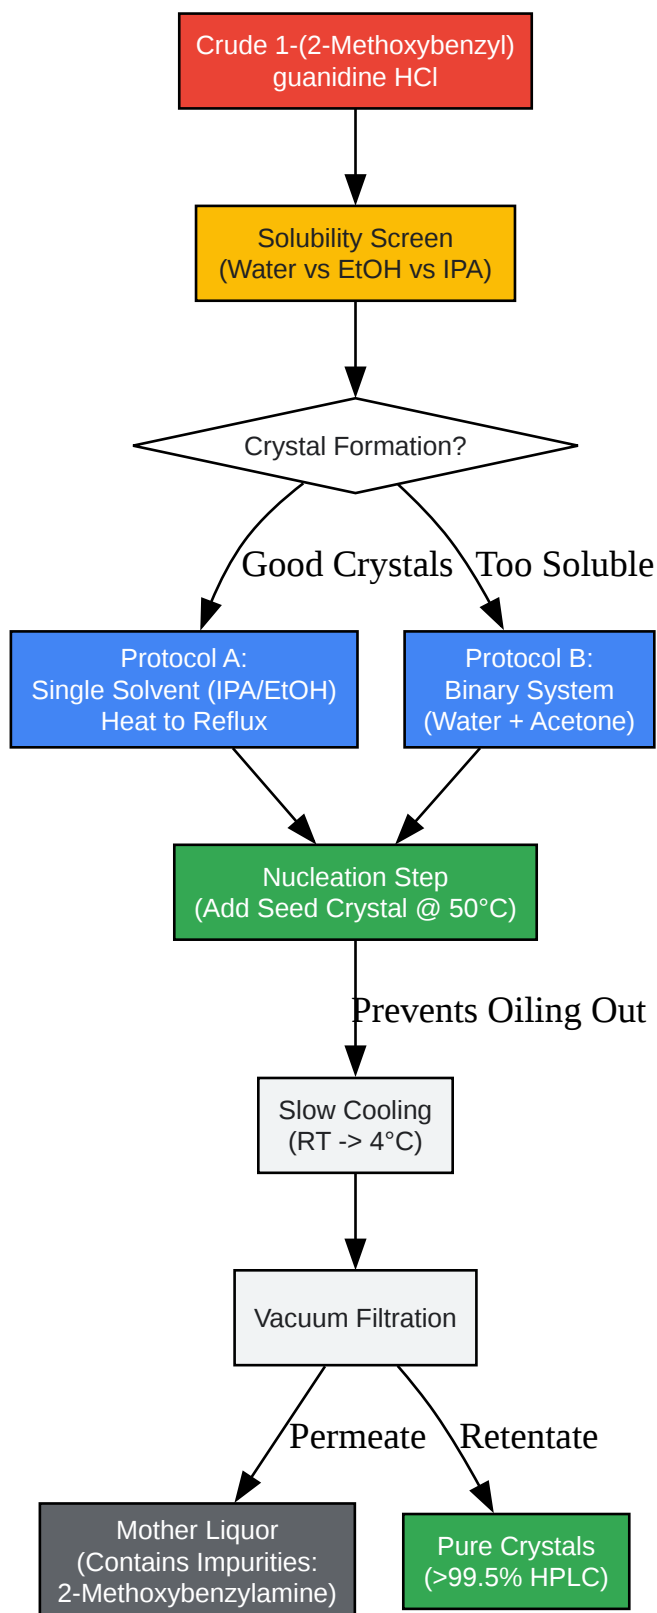 Crude 1-(2-Methoxybenzyl)
guanidine HCl
Solubility Screen
(Water vs EtOH vs IPA)
Crystal Formation?
Good Crystals
Too Soluble
Protocol A:
Single Solvent (IPA/EtOH)
Heat to Reflux
Protocol B:
Binary System
(Water + Acetone)
Nucleation Step
(Add Seed Crystal @ 50°C)
Prevents Oiling Out
Slow Cooling
(RT -> 4°C)
Vacuum Filtration
Permeate
Retentate
Mother Liquor
(Contains Impurities:
2-Methoxybenzylamine)
Pure Crystals
(>99.5% HPLC)